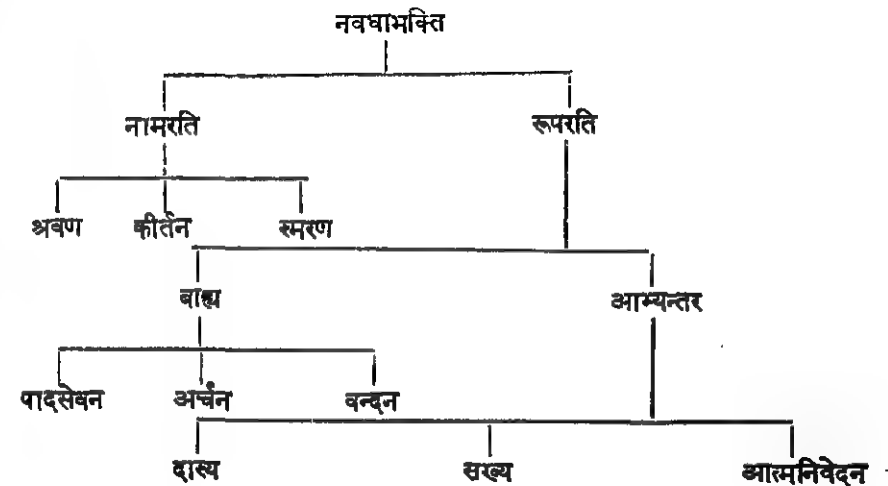 नवधाभक्ति
नामरति रूपरति
श्रवण कीर्तन स्मरण
बाह्य आभ्यन्तर
पादसेवन अर्चन वन्दन
दास्य सख्य आत्मनिवेदन